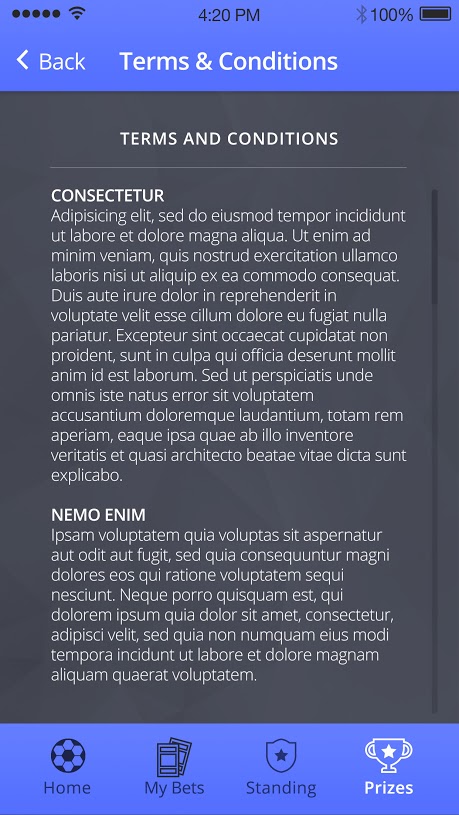 4:20 PM
100%
Back
Terms & Conditions
TERMS AND CONDITIONS
CONSECTETUR
Adipisicing elit, sed do eiusmod tempor incididunt
ut labore et dolore magna aliqua. Ut enim ad
minim veniam, quis nostrud exercitation ullamco
laboris nisi ut aliquip ex ea commodo consequat.
Duis aute irure dolor in reprehenderit in
voluptate velit esse cillum dolore eu fugiat nulla
pariatur. Excepteur sint occaecat cupidatat non
proident, sunt in culpa qui officia deserunt mollit
anim id est laborum. Sed ut perspiciatis unde
omnis iste natus error sit voluptatem
accusantium doloremque laudantium, totam rem
aperiam, eaque ipsa quae ab illo inventore
veritatis et quasi architecto beatae vitae dicta sunt
explicabo.
NEMO ENIM
Ipsam voluptatem quia voluptas sit aspernatur
aut odit aut fugit, sed quia consequuntur magni
dolores eos qui ratione voluptatem sequi
nesciunt. Neque porro quisquam est, qui
dolorem ipsum quia dolor sit amet, consectetur,
adipisci velit, sed quia non numquam eius modi
tempora incidunt ut labore et dolore magnam
aliquam quaerat voluptatem.
Home
My Bets
Standing
Prizes